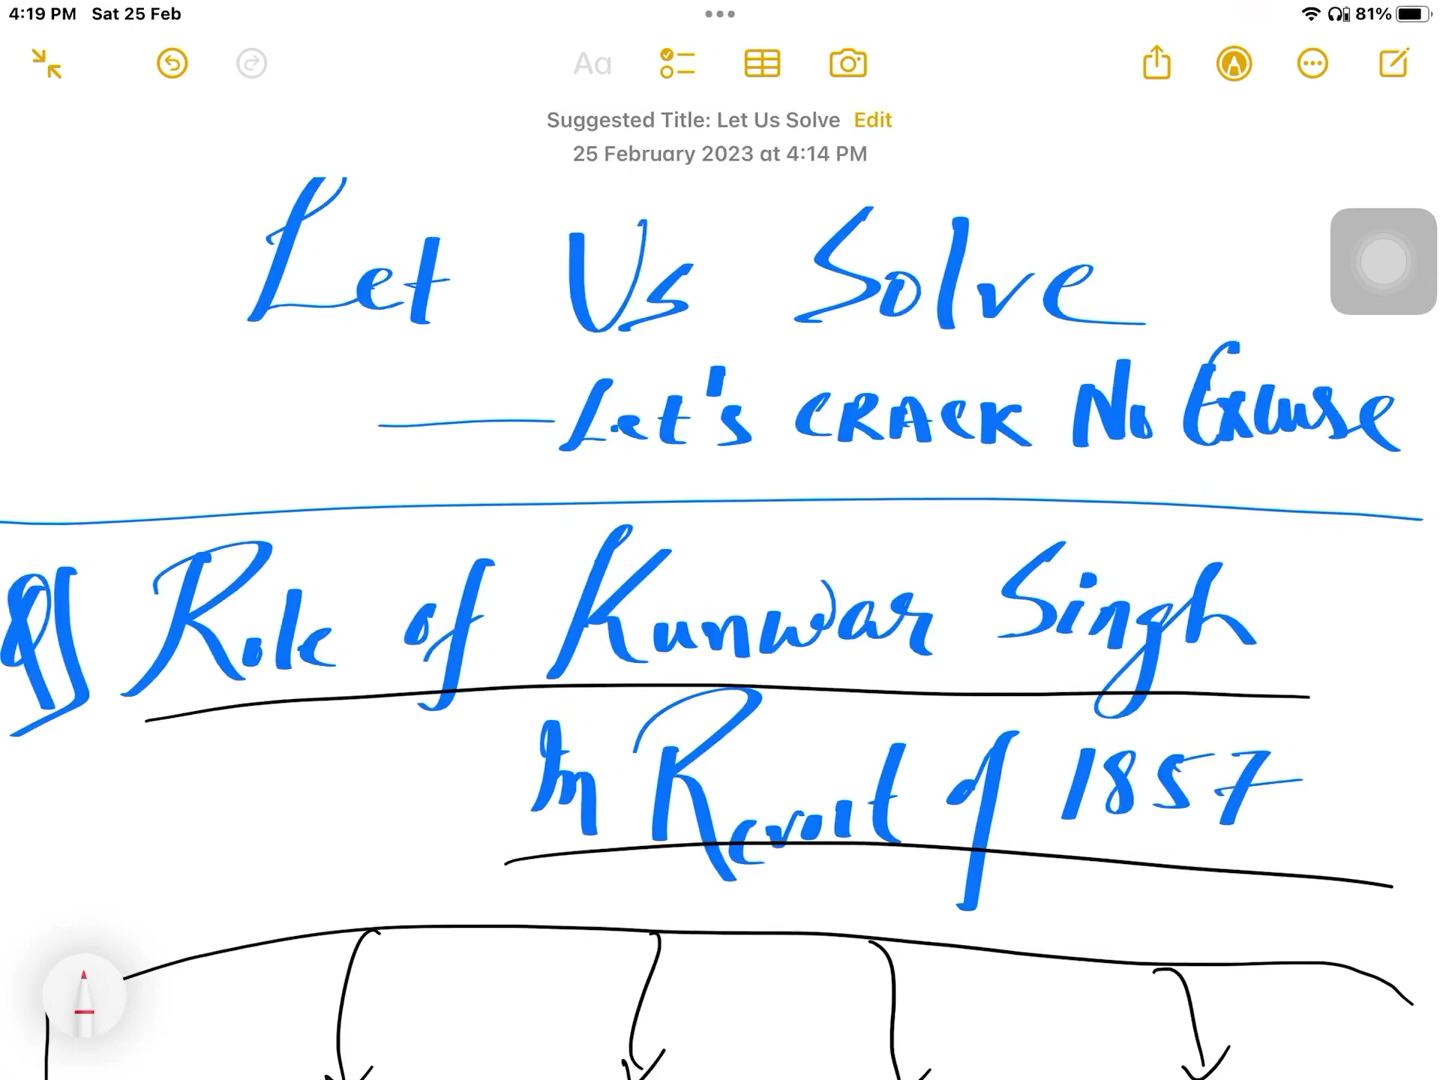 4:19 PM Sat 25 Feb
81%
Aa
Suggested Title: Let Us Solve Edit
25 February 2023 at 4:14 PM
Let Us Solve
Let's CRACK No Excuse
Q] Role of Kunwar Singh
In Revolt of 1857